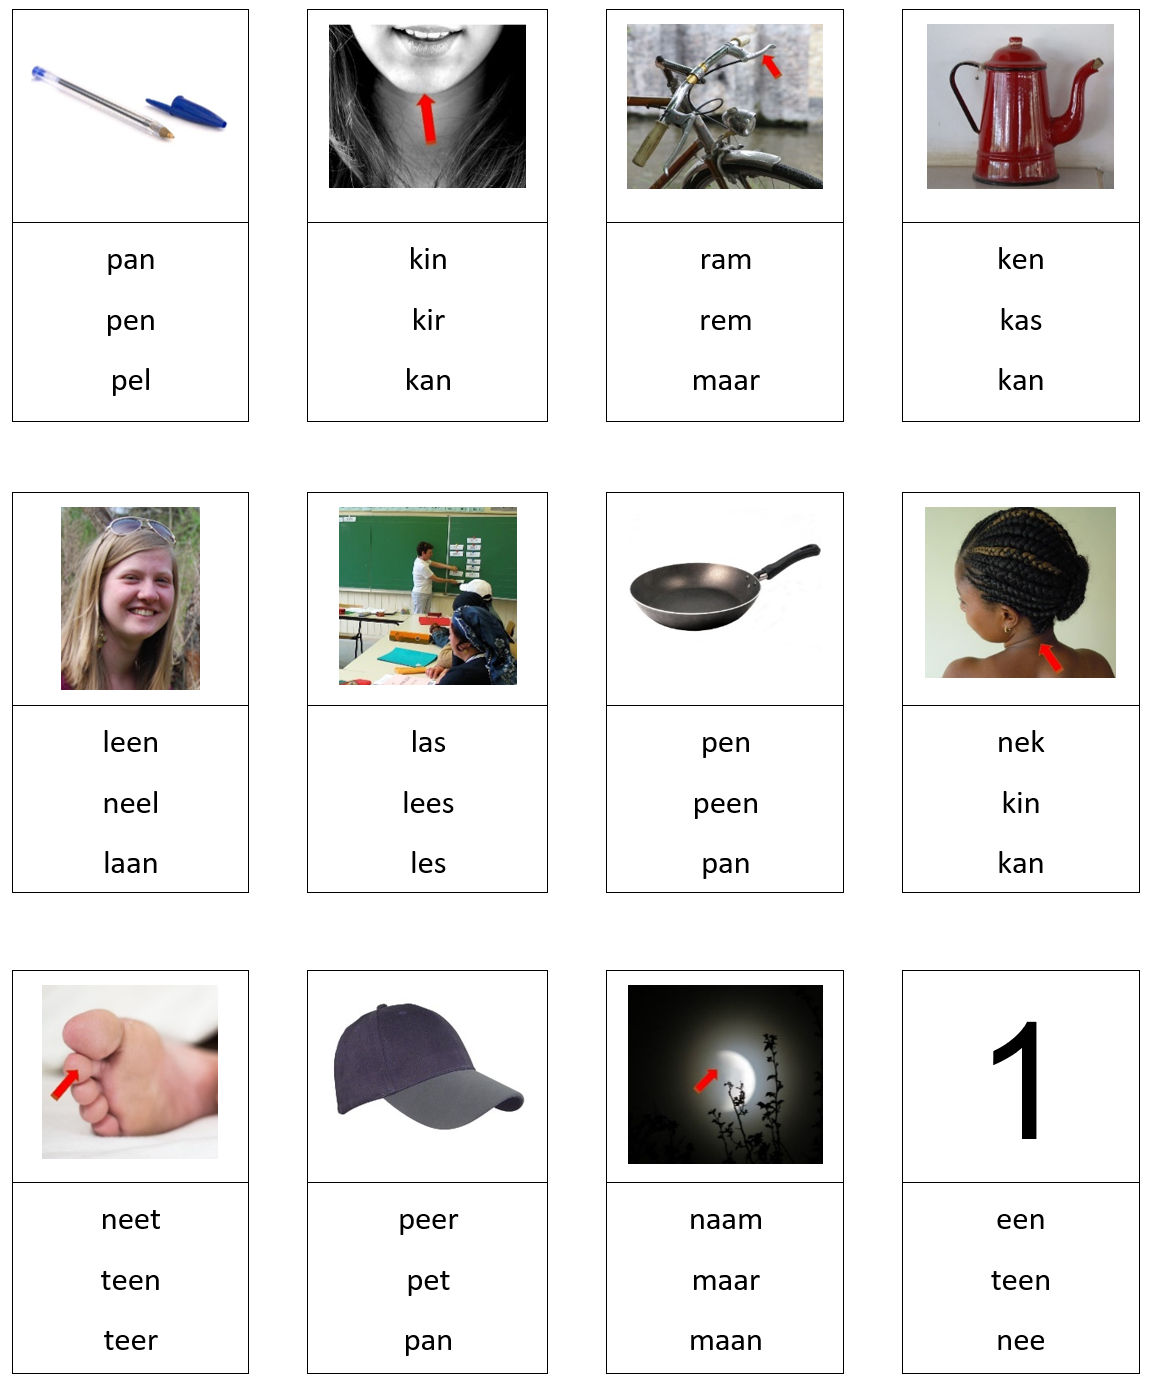 pan
pen
pel
kin
kir
kan
ram
rem
maar
ken
kas
kan
leen
neel
laan
las
lees
les
pen
peen
pan
nek
kin
kan
neet
teen
teer
peer
pet
pan
naam
maar
maan
1
een
teen
nee